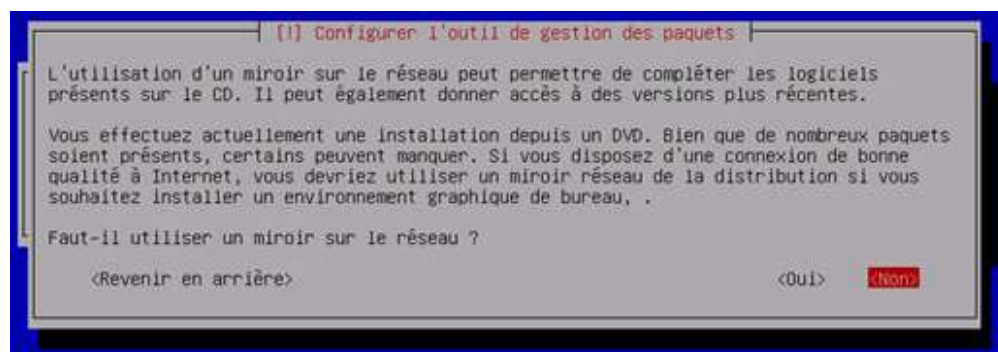 [!] Configurer l'outil de gestion des paquets
L'utilisation d'un miroir sur le réseau peut permettre de compléter les logiciels
présents sur le CD. Il peut également donner accès à des versions plus récentes.
Vous effectuez actuellement une installation depuis un DVD. Bien que de nombreux paquets
soient présents, certains peuvent manquer. Si vous disposez d'une connexion de bonne
qualité à Internet, vous devriez utiliser un miroir réseau de la distribution si vous
souhaitez installer un environnement graphique de bureau, .
Faut-il utiliser un miroir sur le réseau ?
<Revenir en arrière> <Oui> <Non>